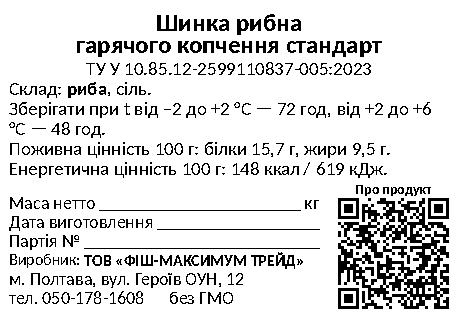 Шинка рибна
гарячого копчення стандарт
ТУ У 10.85.12-2599110837-005:2023
Склад: риба, сіль.
Зберігати при t від –2 до +2 °С — 72 год, від +2 до +6
°С — 48 год.
Поживна цінність 100 г: білки 15,7 г, жири 9,5 г.
Енергетична цінність 100 г: 148 ккал / 619 кДж.
Про продукт
Маса нетто ________________________ кг
Дата виготовлення ___________________
Партія № ____________________________
Виробник: ТОВ «ФІШ-МАКСИМУМ ТРЕЙД»
м. Полтава, вул. Героїв ОУН, 12
тел. 050-178-1608 без ГМО